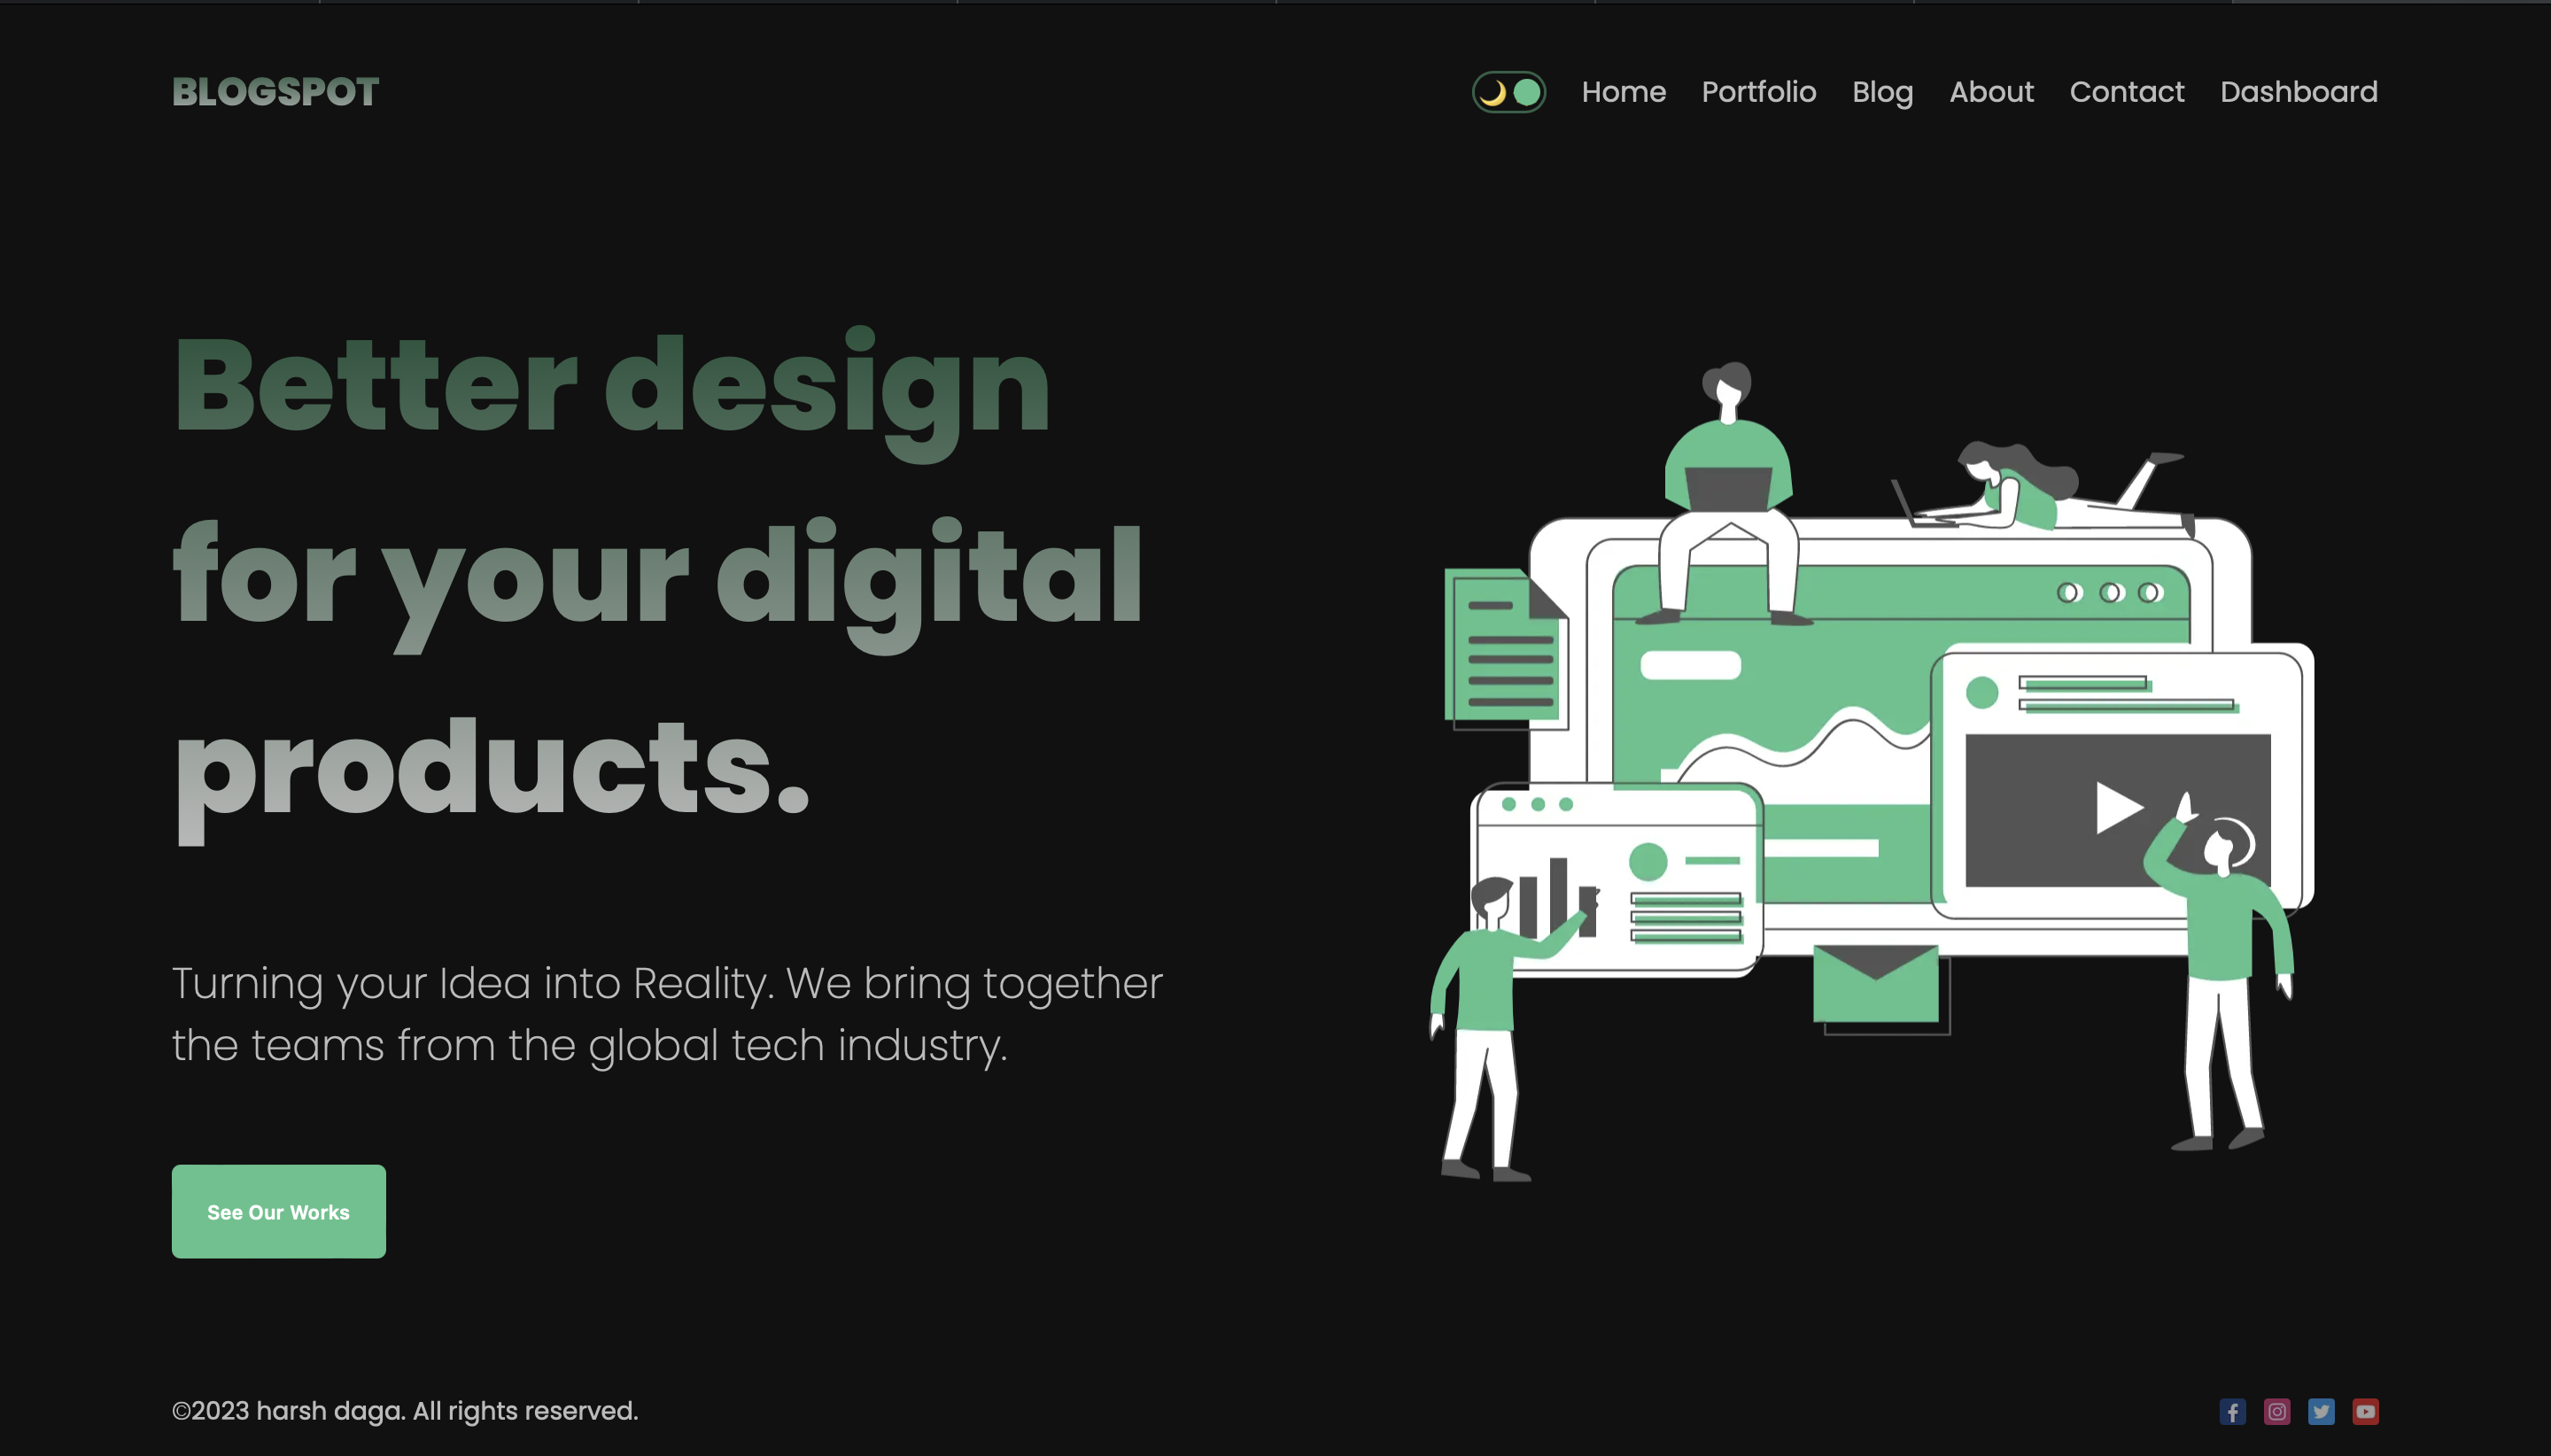 BLOGSPOT
Home Portfolio Blog About Contact Dashboard
Better design
for your digital
products.
Turning your Idea into Reality. We bring together
the teams from the global tech industry.
See Our Works
©2023 harsh daga. All rights reserved.